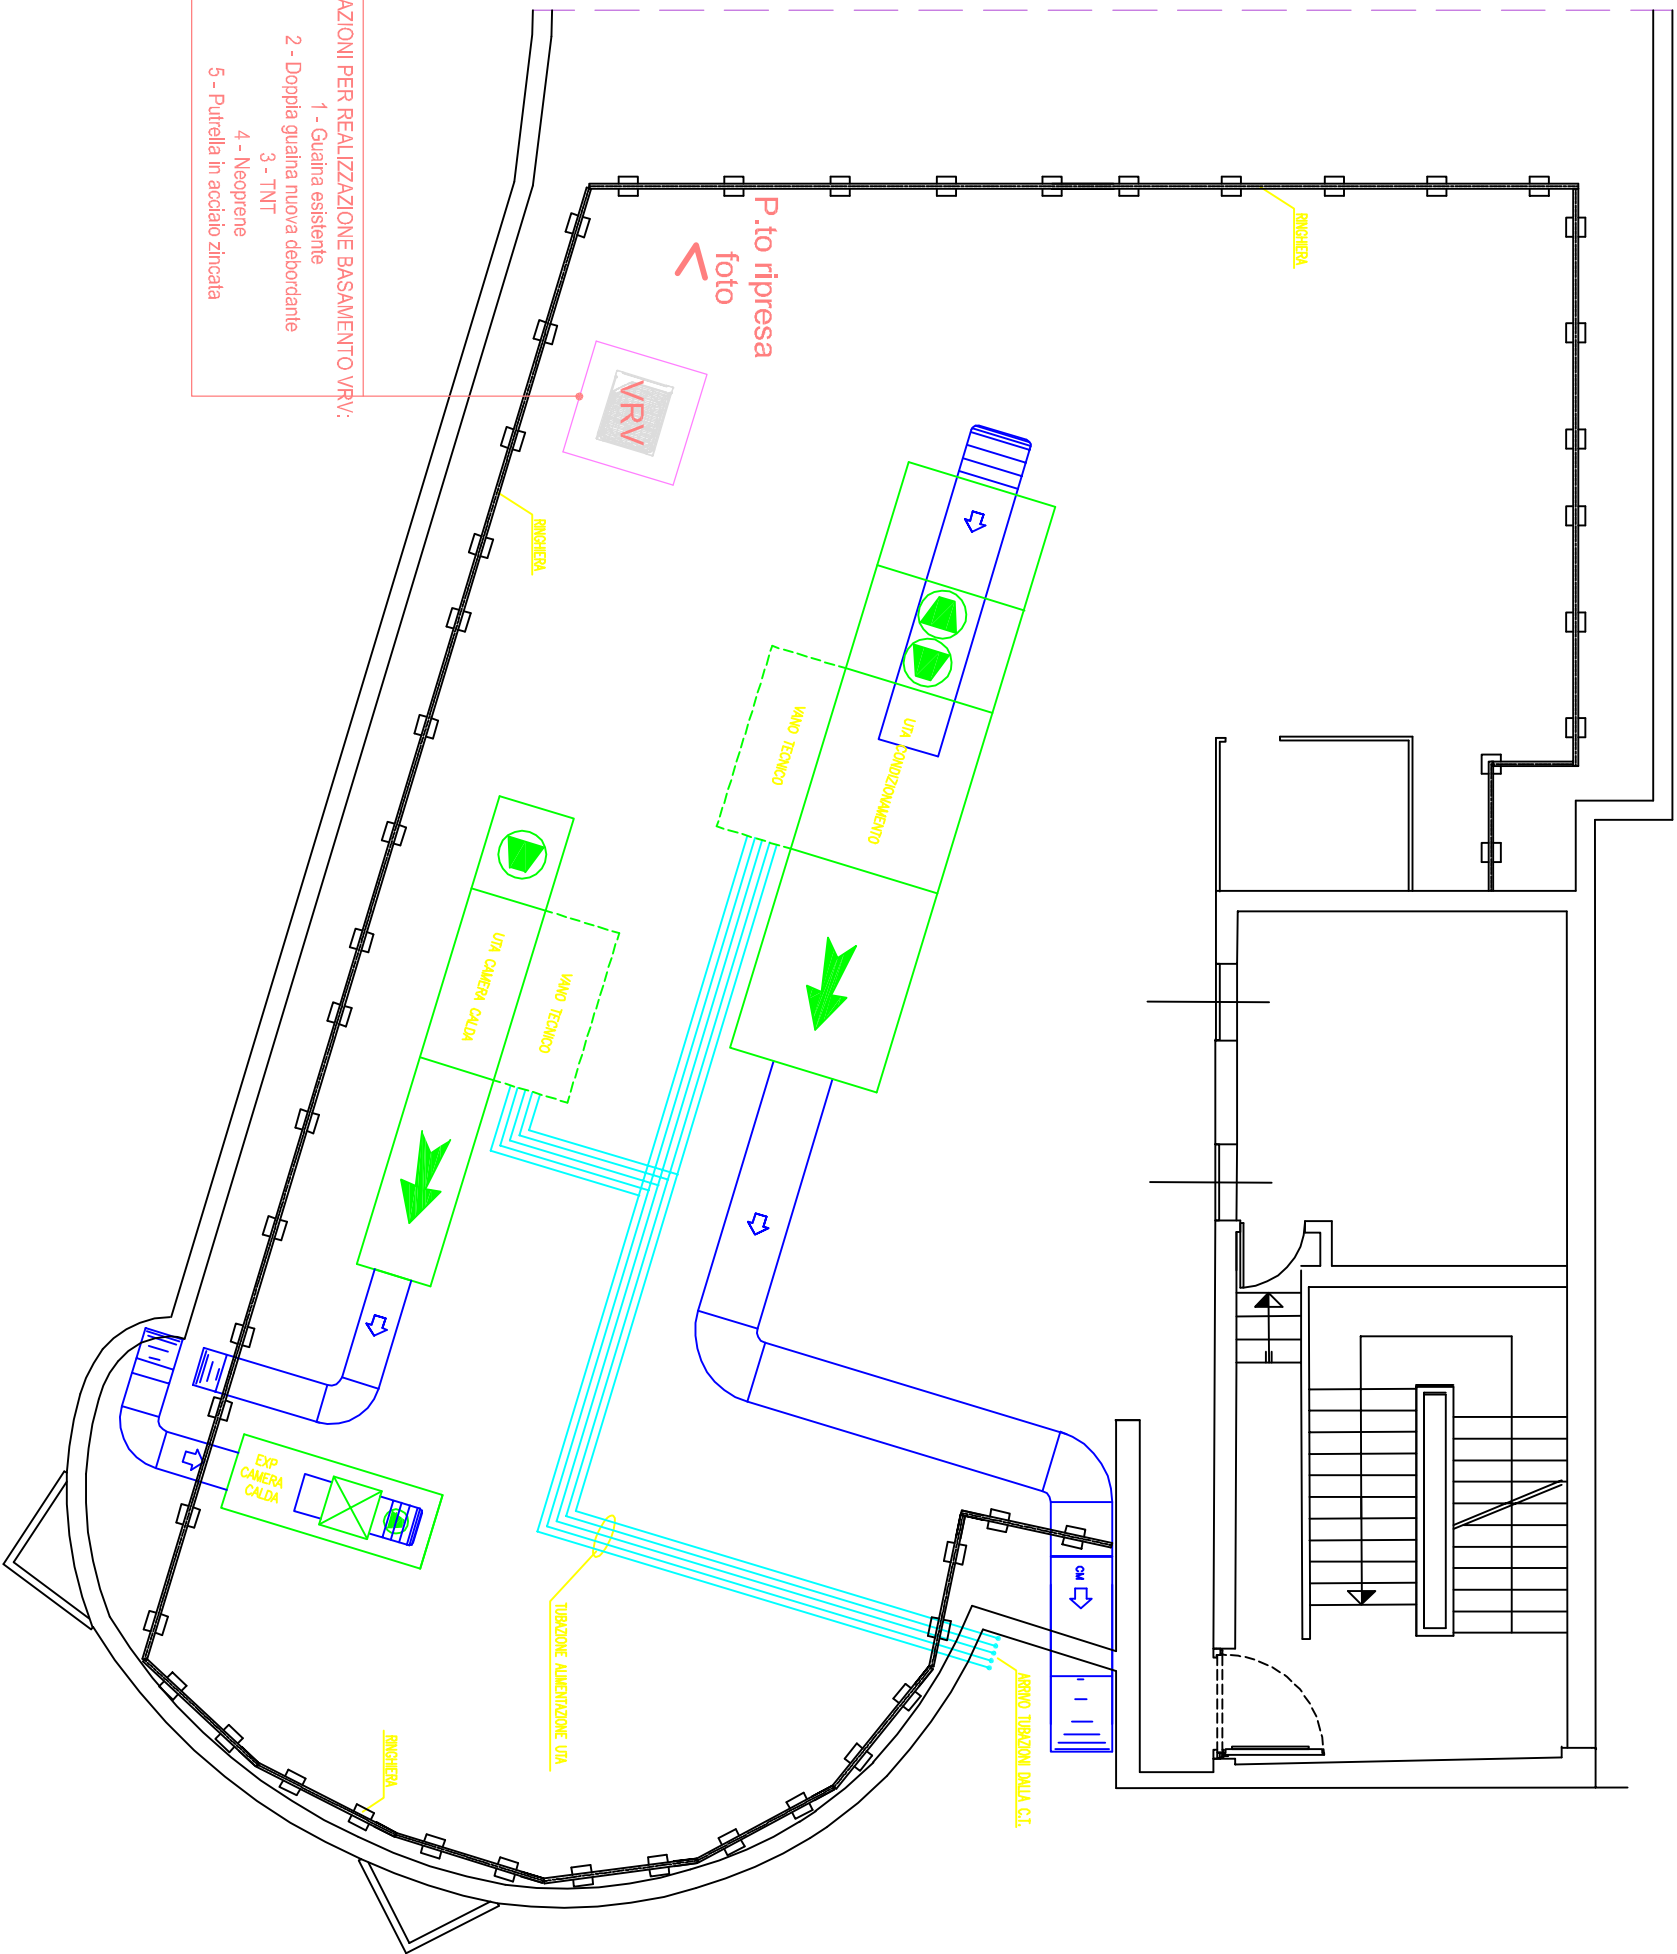 AZIONI PER REALIZZAZIONE BASAMENTO VRV:
1 - Guaina esistente
2 - Doppia guaina nuova debordante
3 - TNT
4 - Neoprene
5 - Putrella in acciaio zincata
P.to ripresa
foto
VRV
RINGHIERA
RINGHIERA
UTA CONDIZIONAMENTO
VANO TECNICO
UTA CAMERA CALDA
VANO TECNICO
EXP
CAMERA
CALDA
TUBAZIONE ALIMENTAZIONE UTA
ARRIVO TUBAZIONI DALLA C.T.
CM
RINGHIERA